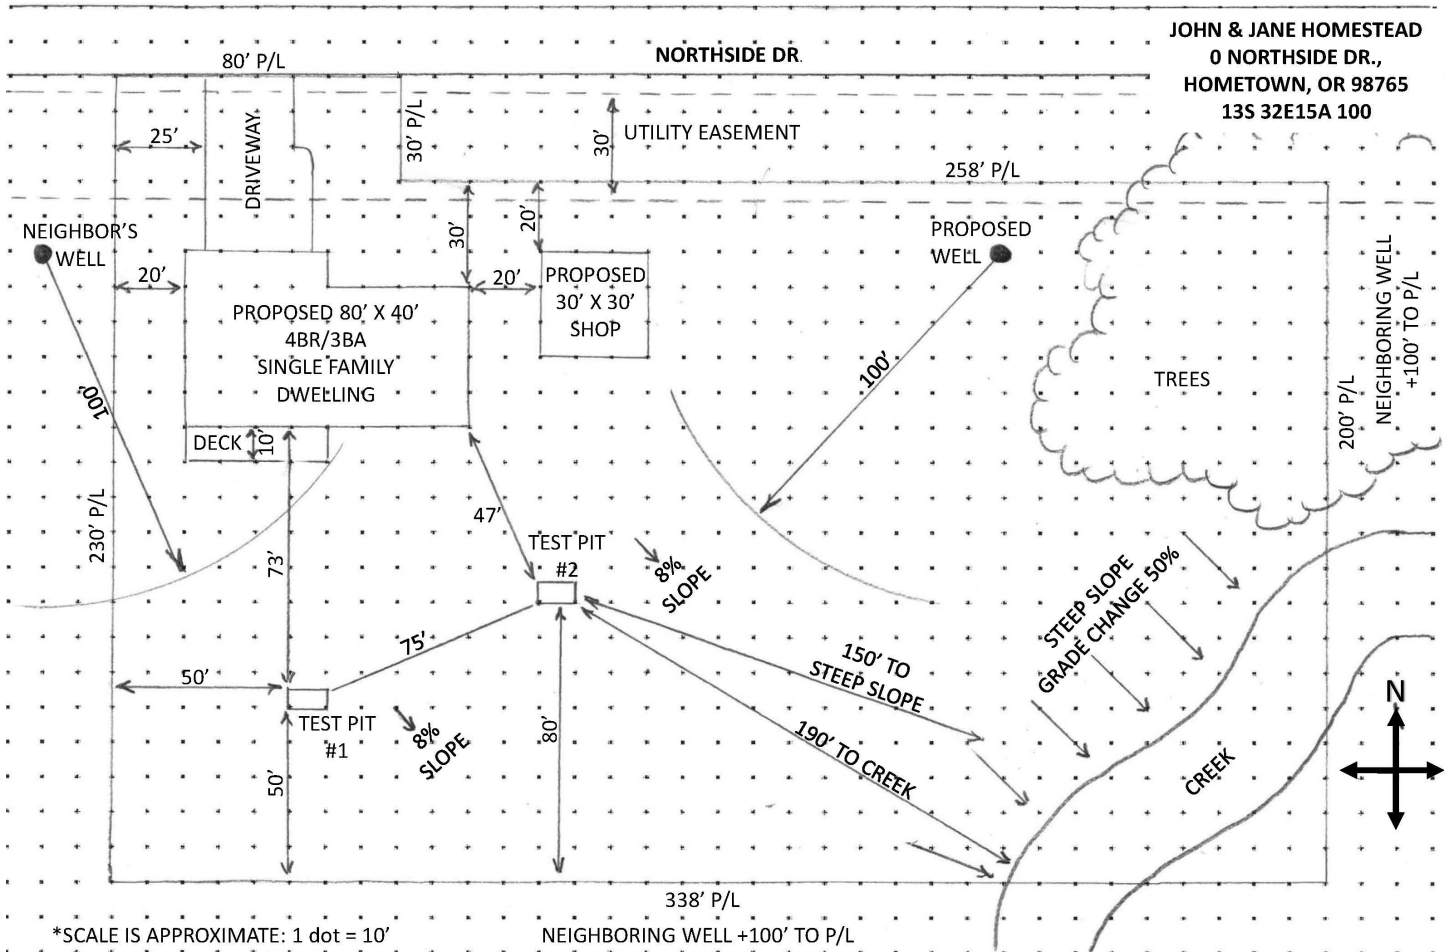 JOHN & JANE HOMESTEAD
0 NORTHSIDE DR.,
HOMETOWN, OR 98765
13S 32E15A 100
NORTHSIDE DR.
80' P/L
25'
DRIVEWAY
30' P/L
30'
UTILITY EASEMENT
258' P/L
NEIGHBOR'S
WELL
20'
30'
20'
20'
PROPOSED
30' X 30'
SHOP
PROPOSED
WELL
PROPOSED 80' X 40'
4BR/3BA
SINGLE FAMILY
DWELLING
100'
100'
TREES
200' P/L
NEIGHBORING WELL
+100' TO P/L
DECK
10'
230' P/L
73'
47'
TEST PIT
#2
8%
SLOPE
STEEP SLOPE
GRADE CHANGE 50%
75'
50'
150' TO
STEEP SLOPE
190' TO CREEK
TEST PIT
#1
8%
SLOPE
50'
80'
CREEK
N
338' P/L
*SCALE IS APPROXIMATE: 1 dot = 10'
NEIGHBORING WELL +100' TO P/L